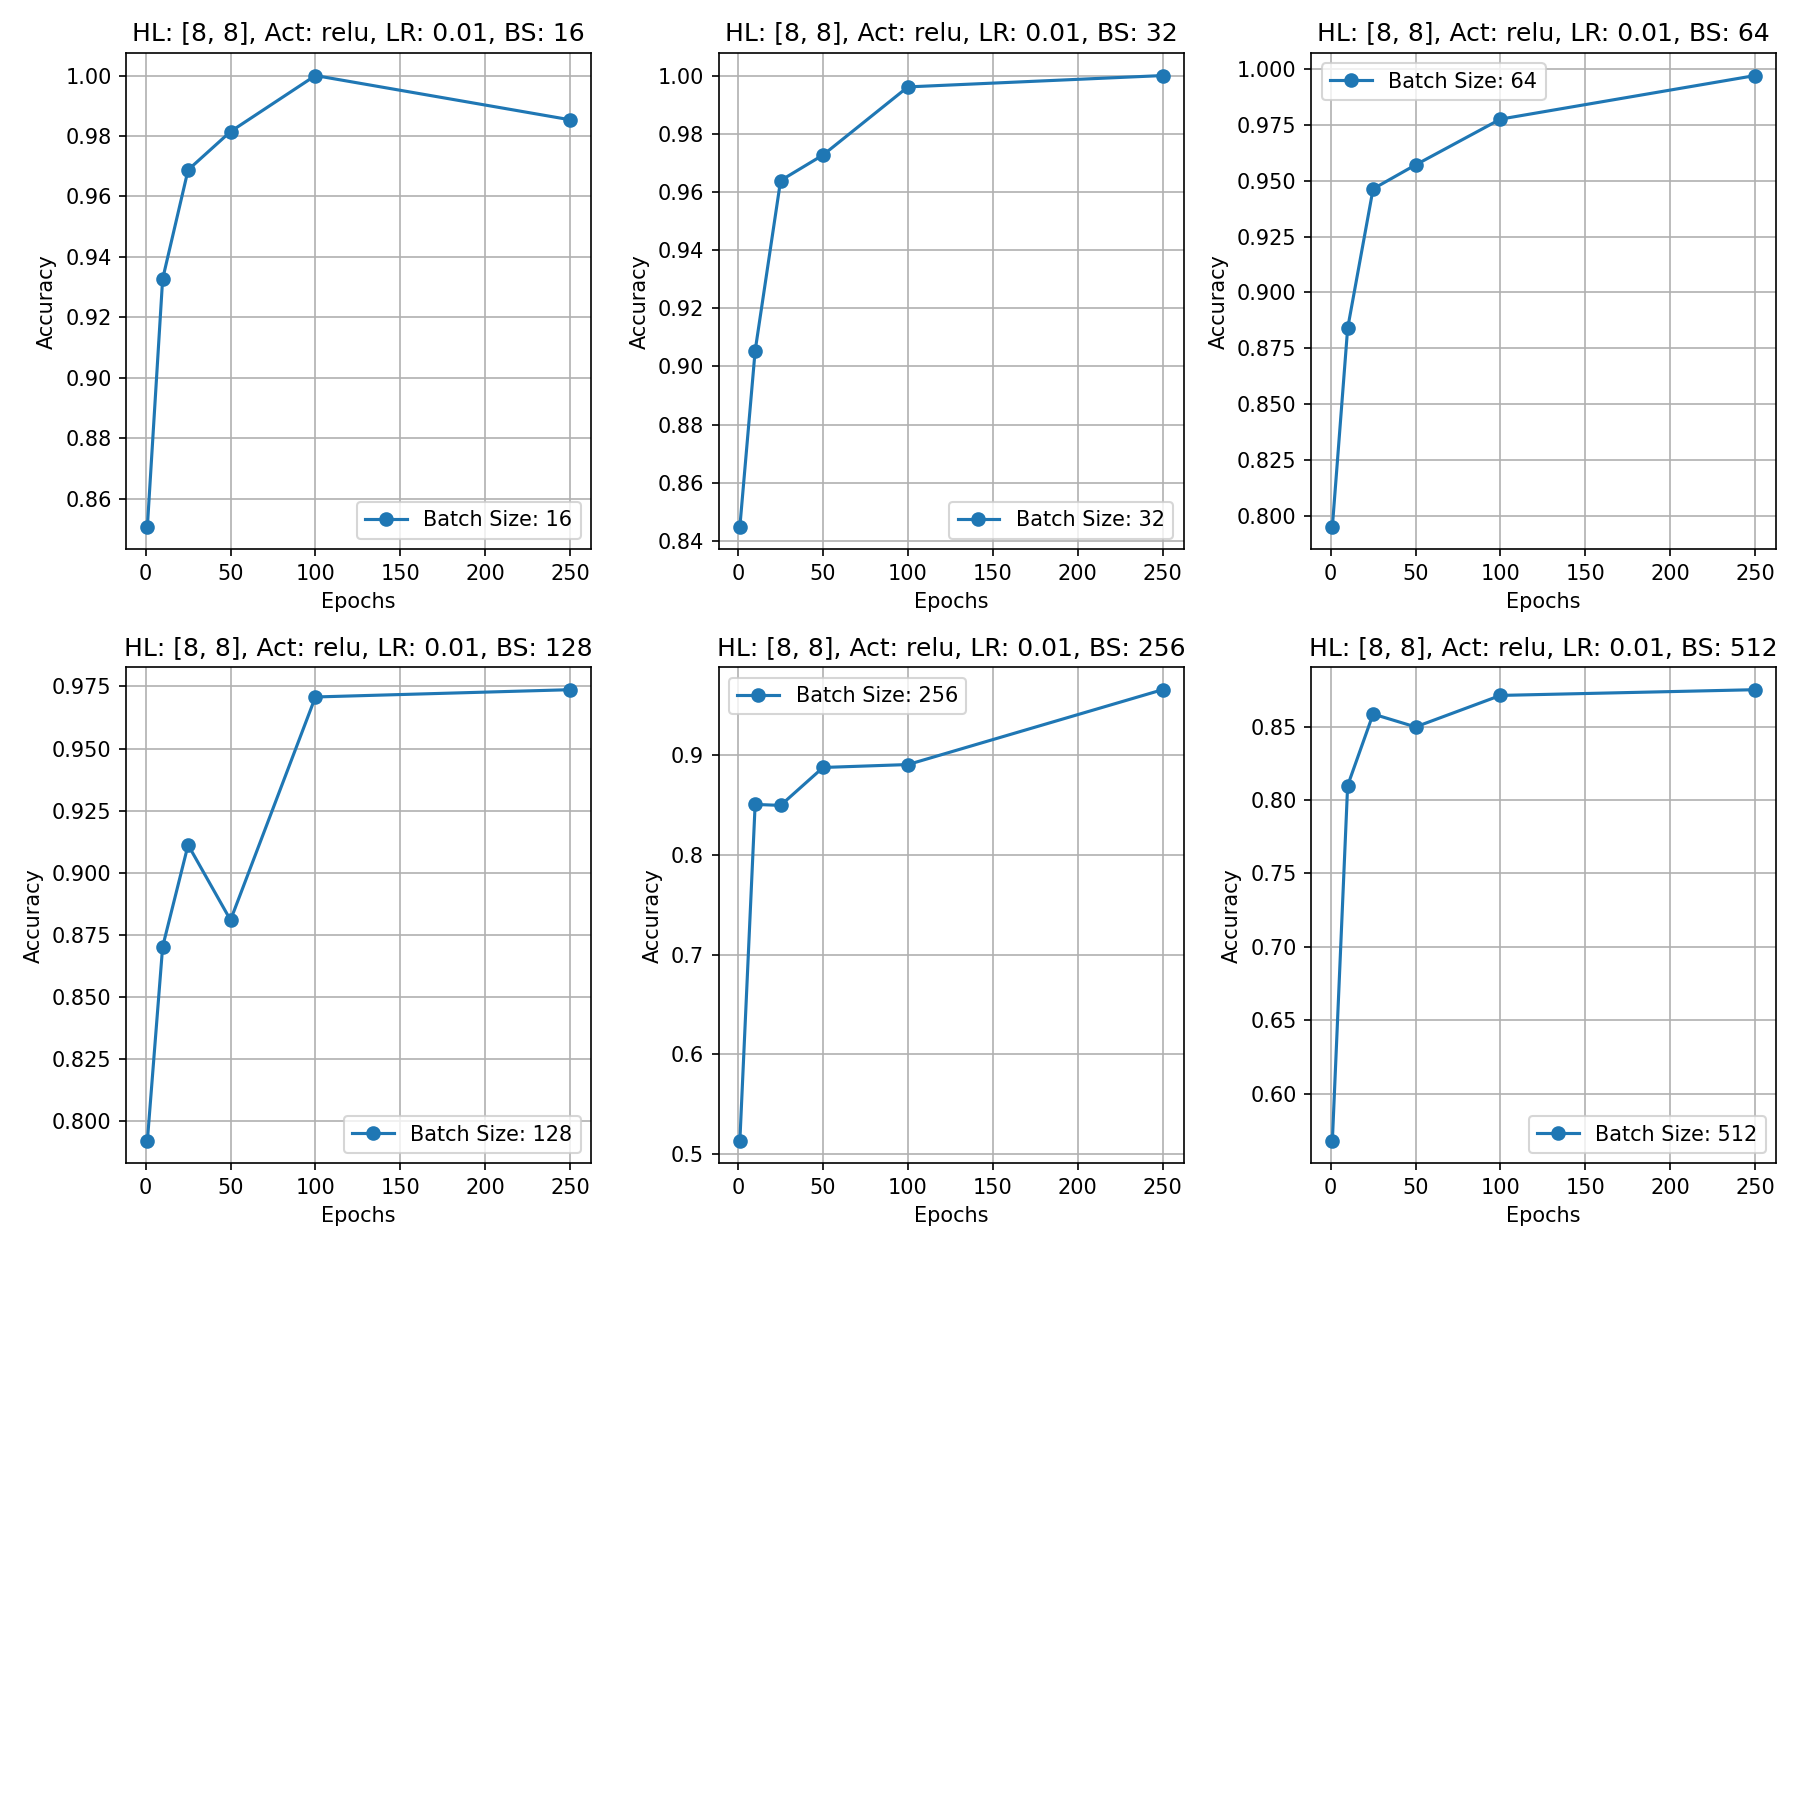 HL: [8, 8], Act: relu, LR: 0.01, BS: 16
1.00
0.98
0.96
0.94
0.92
0.90
0.88
0.86
Accuracy
Batch Size: 16
0 50 100 150 200 250
Epochs
HL: [8, 8], Act: relu, LR: 0.01, BS: 32
1.00
0.98
0.96
0.94
0.92
0.90
0.88
0.86
0.84
Accuracy
Batch Size: 32
0 50 100 150 200 250
Epochs
HL: [8, 8], Act: relu, LR: 0.01, BS: 64
Batch Size: 64
1.000
0.975
0.950
0.925
0.900
0.875
0.850
0.825
0.800
Accuracy
0 50 100 150 200 250
Epochs
HL: [8, 8], Act: relu, LR: 0.01, BS: 128
0.975
0.950
0.925
0.900
0.875
0.850
0.825
0.800
Accuracy
Batch Size: 128
0 50 100 150 200 250
Epochs
HL: [8, 8], Act: relu, LR: 0.01, BS: 256
Batch Size: 256
0.9
0.8
0.7
0.6
0.5
Accuracy
0 50 100 150 200 250
Epochs
HL: [8, 8], Act: relu, LR: 0.01, BS: 512
0.85
0.80
0.75
0.70
0.65
0.60
Accuracy
Batch Size: 512
0 50 100 150 200 250
Epochs